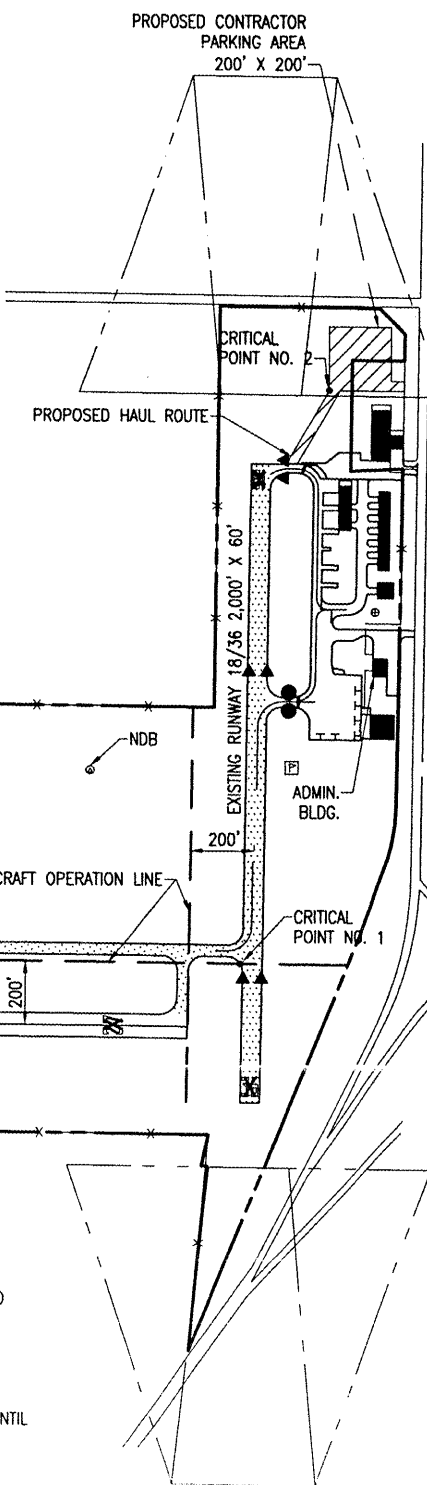 PROPOSED CONTRACTOR
PARKING AREA
200' X 200'
CRITICAL
POINT NO. 2
PROPOSED HAUL ROUTE
EXISTING RUNWAY 18/36 2,000' X 60'
NDB
P
ADMIN.
BLDG.
200'
CRAFT OPERATION LINE
CRITICAL
POINT NO. 1
200'
)
NTIL